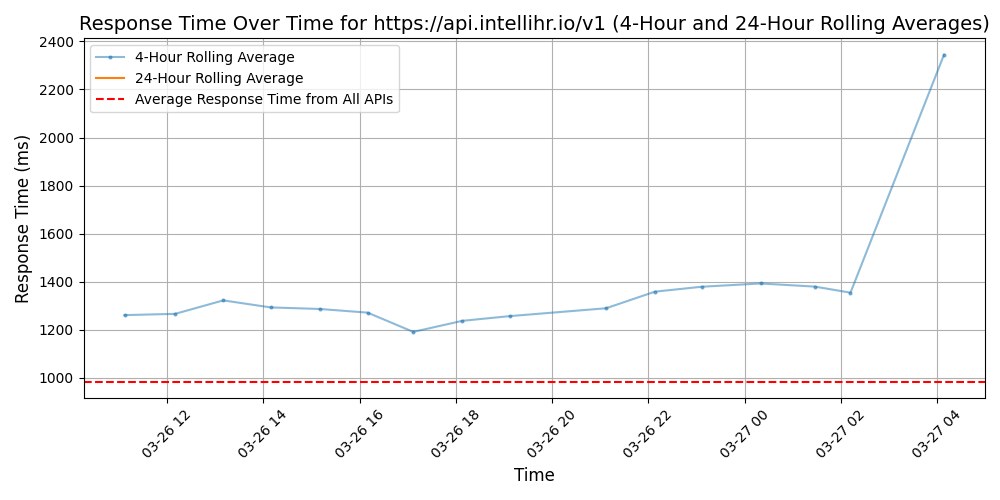 Response Time Over Time for https://api.intellihr.io/v1 (4-Hour and 24-Hour Rolling Averages)
4-Hour Rolling Average
24-Hour Rolling Average
Average Response Time from All APIs
Response Time (ms)
2400
2200
2000
1800
1600
1400
1200
1000
03-26 12
03-26 14
03-26 16
03-26 18
03-26 20
03-26 22
03-27 00
03-27 02
03-27 04
Time